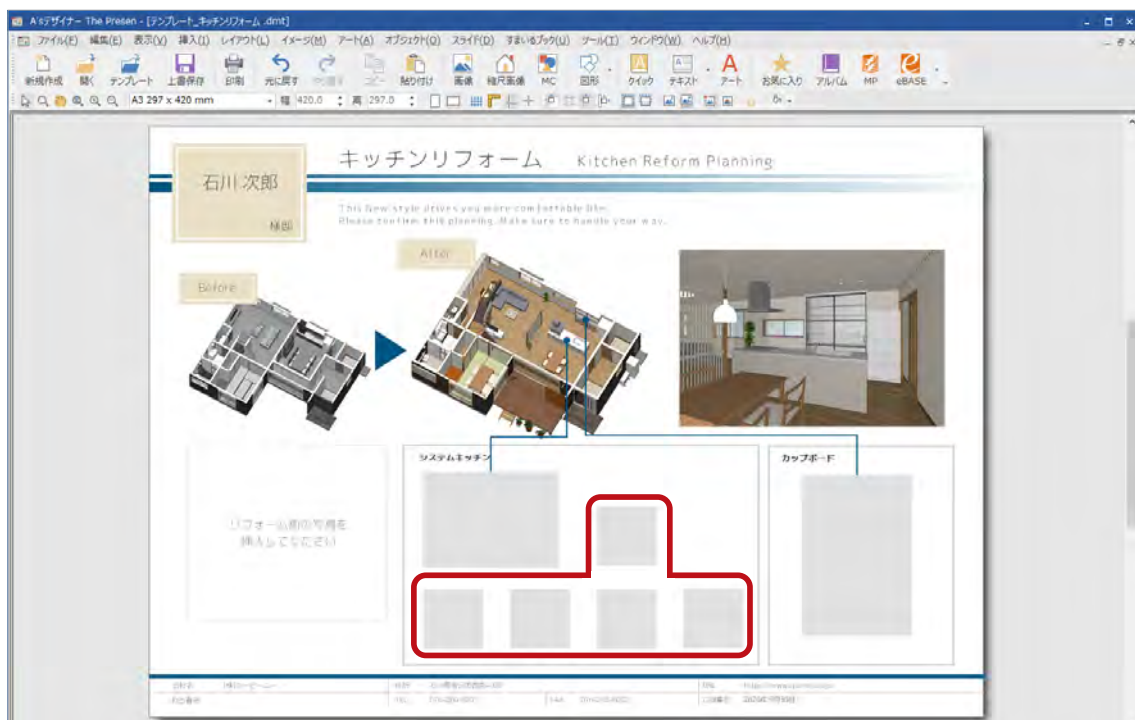 A'sデザイナー The Presen - [テンプレート_キッチンリフォーム .dmt]
ファイル(F) 編集(E) 表示(V) 挿入(I) レイアウト(L) イメージ(M) アート(A) オブジェクト(O) スライド(D) すまいるブック(U) ツール(T) ウィンドウ(W) ヘルプ(H)
新規作成 開く テンプレート 上書保存 印刷 元に戻す コピー 貼り付け 画像 縮尺画像 MC 図形 クイック テキスト アート お気に入り アルバム MP eBASE
A3 297 x 420 mm 幅 420.0 高 297.0
キッチンリフォーム Kitchen Reform Planning
石川 次郎
様邸
This New style drives you more comfortable life.
Please confirm this planning. Make sure to handle your way.
After
Before
システムキッチン
カップボード
リフォーム前の写真を
挿入してください